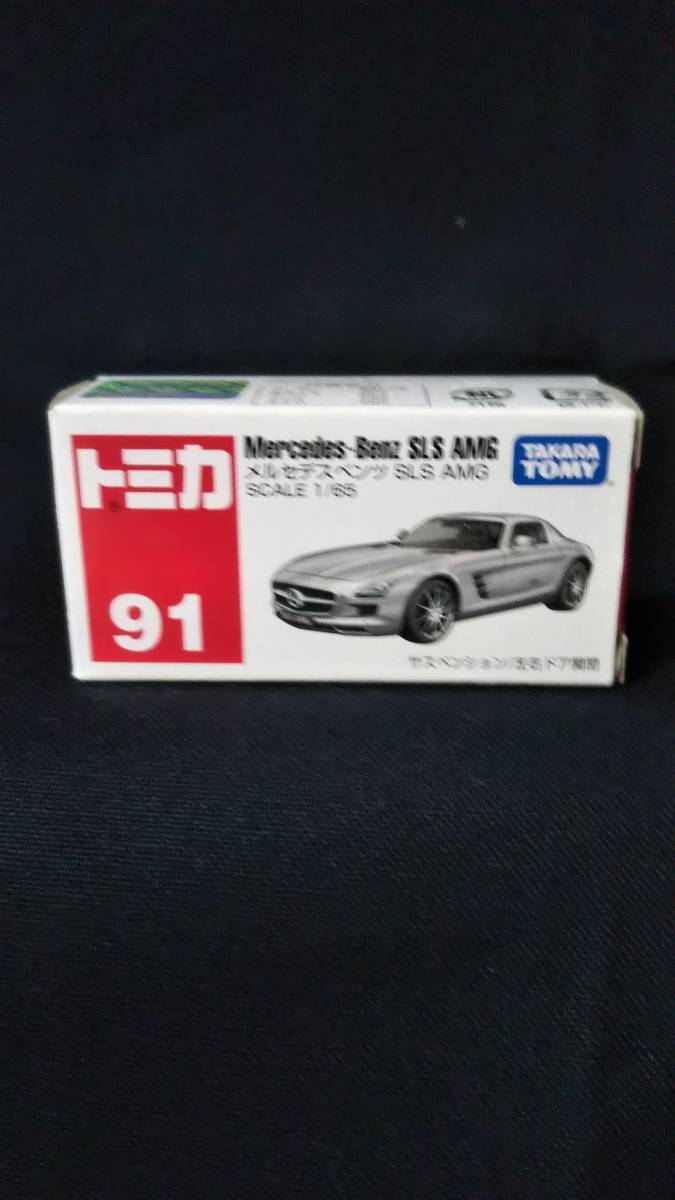 トミカ
91
Mercedes-Benz SLS AMG
メルセデスベンツ SLS AMG
SCALE 1/65
TAKARA
TOMY
サスペンション/左右ドア開閉